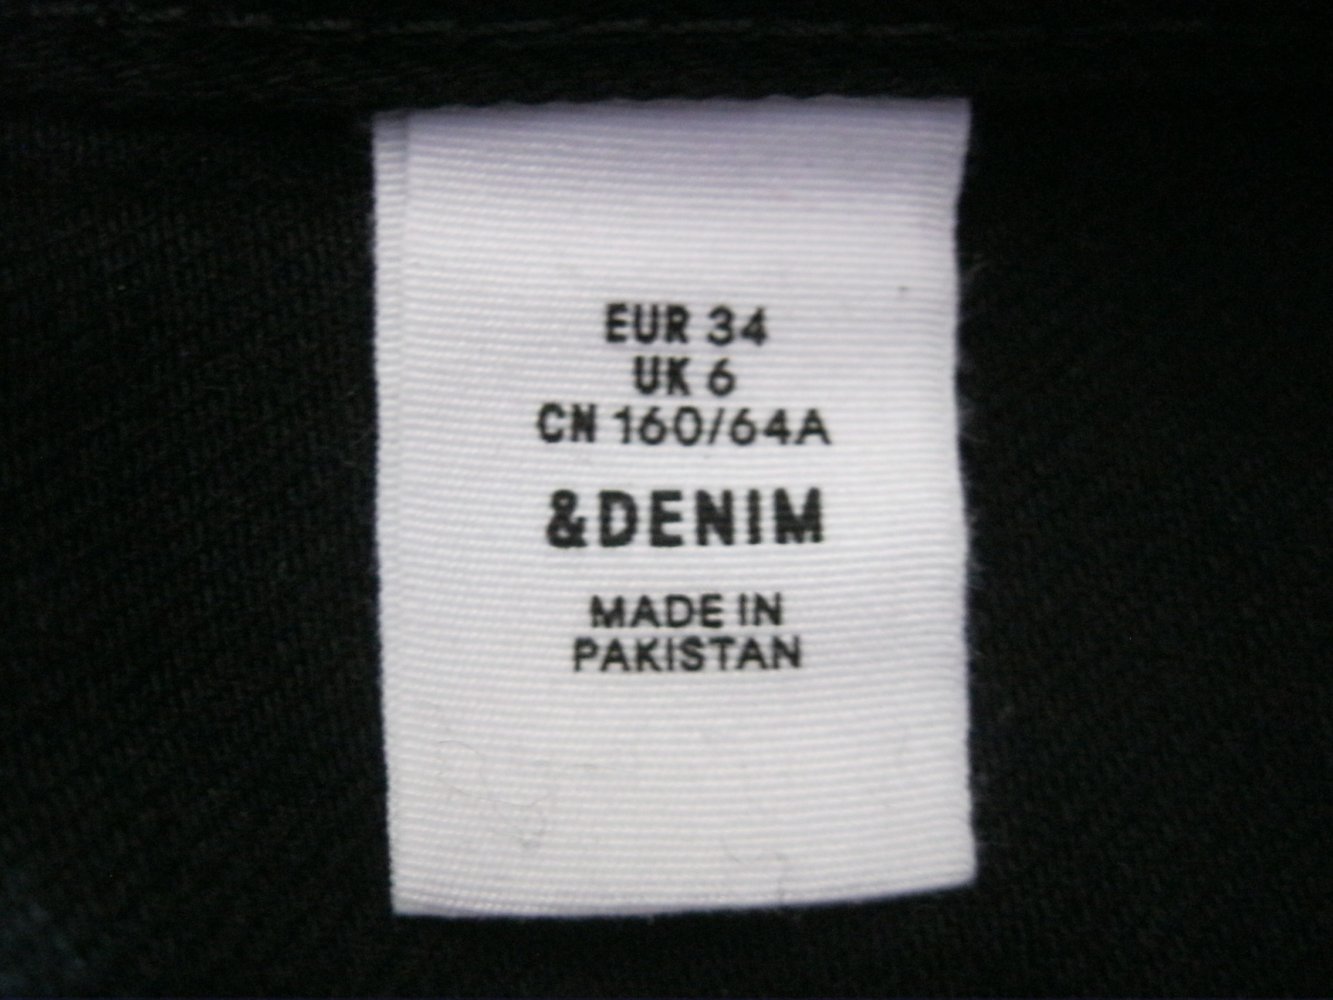 EUR 34
UK 6
CN 160/64A
&DENIM
MADE IN
PAKISTAN